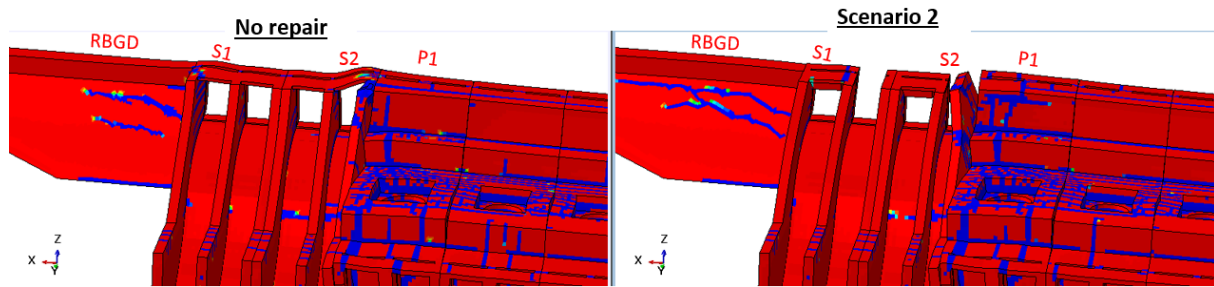 No repair
RBGD
S1
S2
P1
Z
X
Y
Scenario 2
RBGD
S1
S2
P1
Z
X
Y